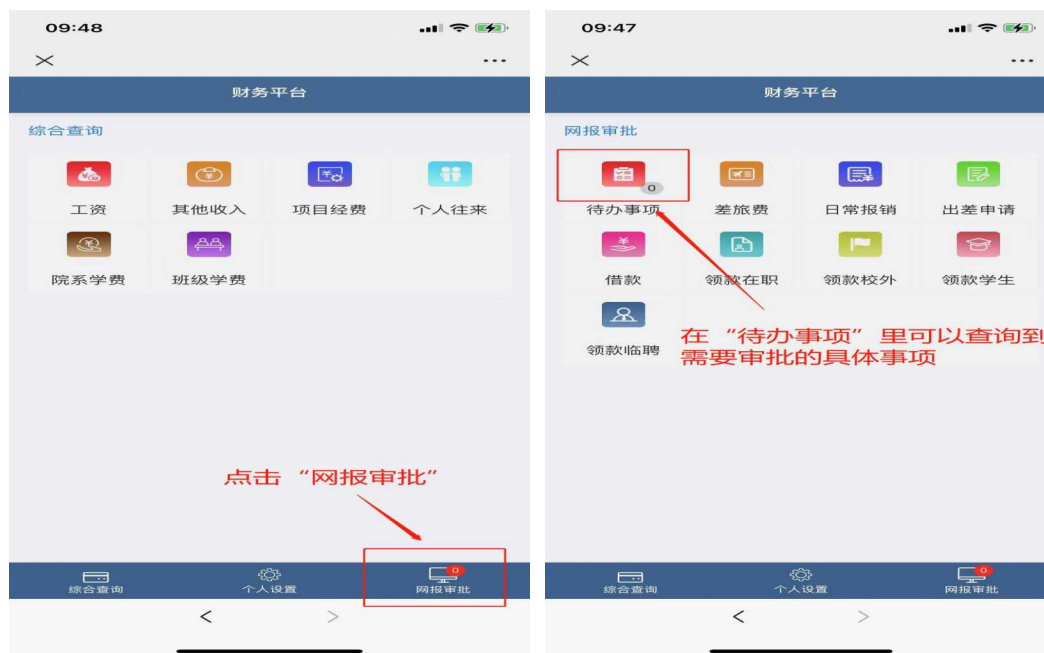 09:48
财务平台
综合查询
工资 其他收入 项目经费 个人往来
院系学费 班级学费
点击“网报审批”
0
综合查询 个人设置 网报审批
09:47
财务平台
网报审批
0
待办事项 差旅费 日常报销 出差申请
借款 领款在职 领款校外 领款学生
领款临聘
在“待办事项”里可以查询到
需要审批的具体事项
0
综合查询 个人设置 网报审批